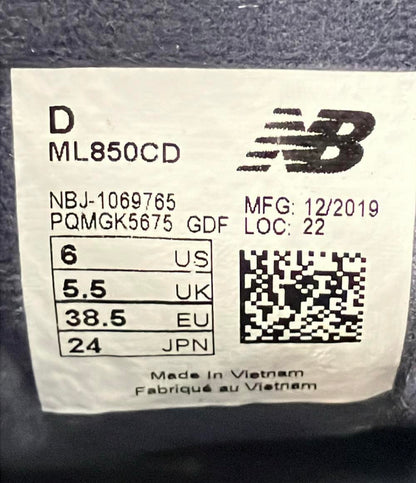 D
ML850CD
NB
NBJ-1069765
PQMGK5675 GDF
MFG: 12/2019
LOC: 22
6 US
5.5 UK
38.5 EU
24 JPN
Made In Vietnam
Fabriqué au Vietnam